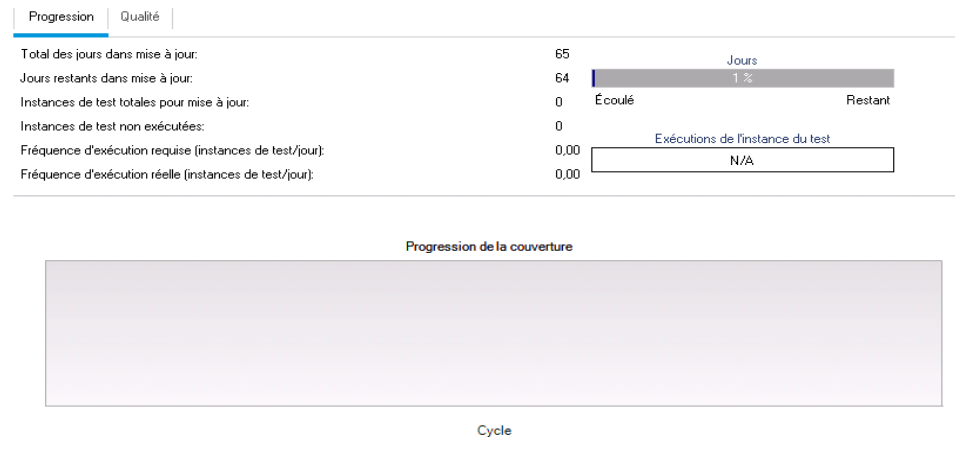 Progression Qualité
Total des jours dans mise à jour: 65
Jours
Jours restants dans mise à jour: 64
1 %
Instances de test totales pour mise à jour: 0
Écoulé Restant
Instances de test non exécutées: 0
Exécutions de l'instance du test
Fréquence d'exécution requise (instances de test/jour): 0,00
N/A
Fréquence d'exécution réelle (instances de test/jour): 0,00
Progression de la couverture
Cycle